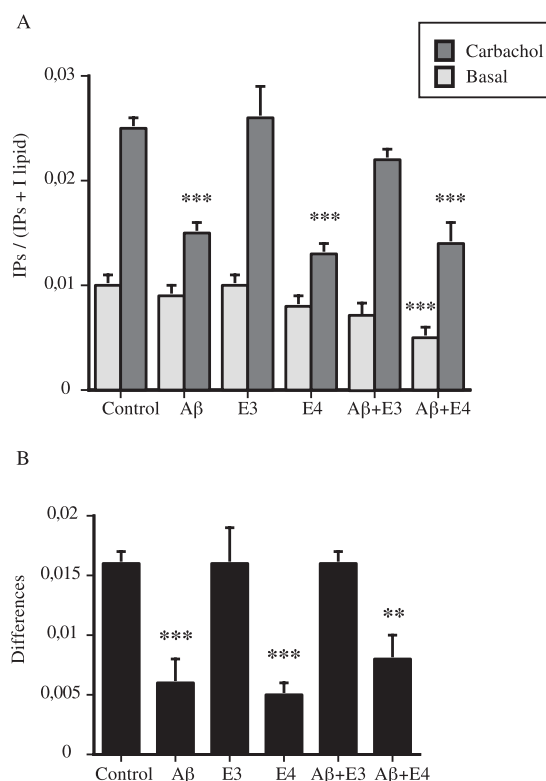 A
Carbachol
Basal
IPs / (IPs + I lipid)
0,03
0,02
0,01
0
***
***
***
***
Control Aβ E3 E4 Aβ+E3 Aβ+E4
B
Differences
0,02
0,015
0,01
0,005
0
***
***
**
Control Aβ E3 E4 Aβ+E3 Aβ+E4